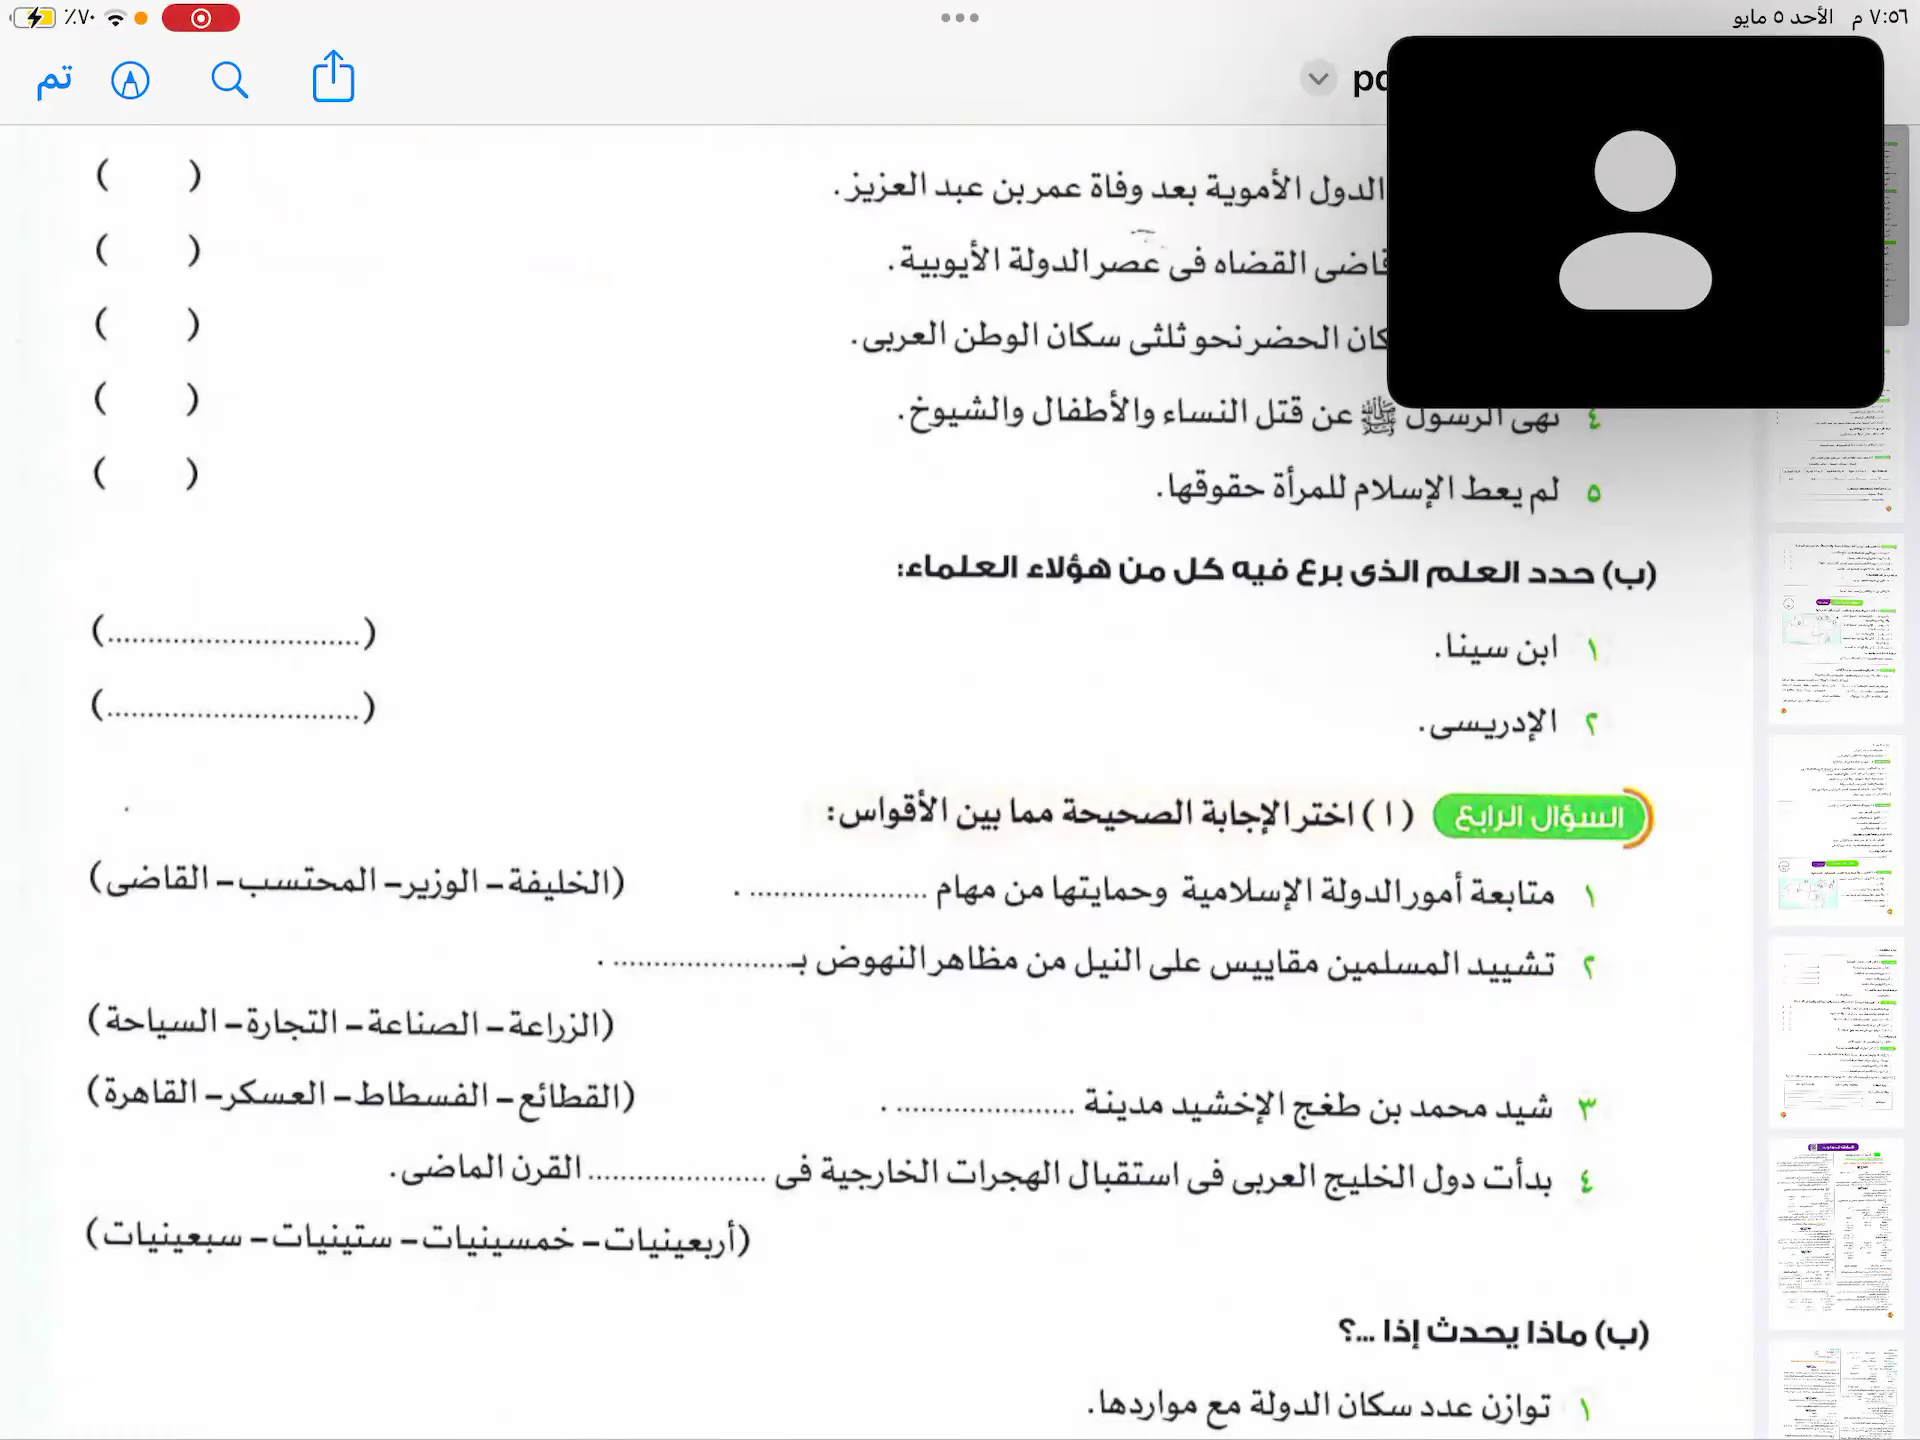 ٧:٥٦ م الأحد ٥ مايو
٪٧٠
تم
الدول الأموية بعد وفاة عمر بن عبد العزيز. ( )
قاضى القضاه فى عصر الدولة الأيوبية. ( )
الحضر نحو ثلثى سكان الوطن العربى. ( )
٤ نهى الرسول ﷺ عن قتل النساء والأطفال والشيوخ. ( )
٥ لم يعط الإسلام للمرأة حقوقها. ( )
(ب) حدد العلم الذى برع فيه كل من هؤلاء العلماء:
١ ابن سينا. (............................)
٢ الإدريسى. (............................)
السؤال الرابع (ا) اختر الإجابة الصحيحة مما بين الأقواس:
١ متابعة أمور الدولة الإسلامية وحمايتها من مهام .................... . (الخليفة – الوزير – المحتسب – القاضى)
٢ تشييد المسلمين مقاييس على النيل من مظاهر النهوض بـ.................... .
(الزراعة – الصناعة – التجارة – السياحة)
٣ شيد محمد بن طغج الإخشيد مدينة .................... . (القطائع – الفسطاط – العسكر – القاهرة)
٤ بدأت دول الخليج العربى فى استقبال الهجرات الخارجية فى .................... القرن الماضى.
(أربعينيات – خمسينيات – ستينيات – سبعينيات)
(ب) ماذا يحدث إذا ...؟
١ توازن عدد سكان الدولة مع مواردها.